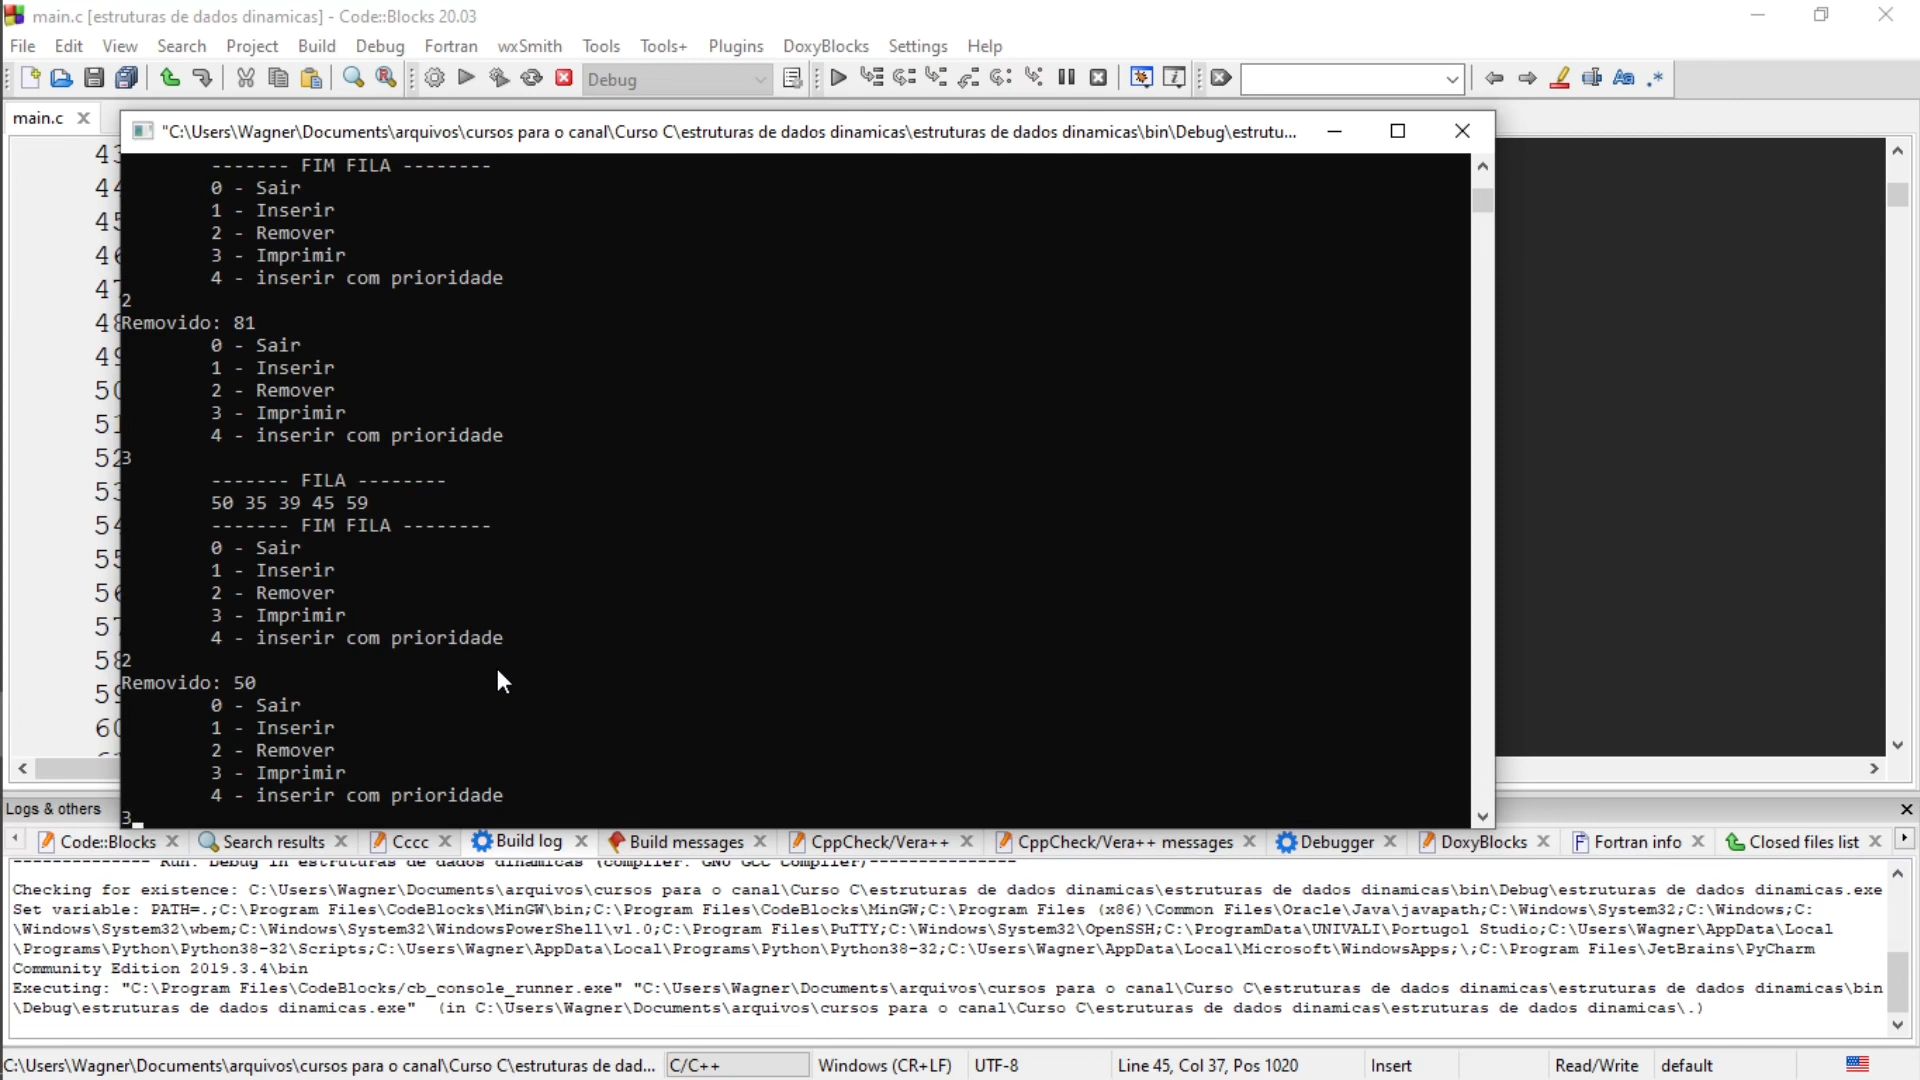 main.c [estruturas de dados dinamicas] - Code::Blocks 20.03
File Edit View Search Project Build Debug Fortran wxSmith Tools Tools+ Plugins DoxyBlocks Settings Help
Debug
main.c
"C:\Users\Wagner\Documents\arquivos\cursos para o canal\Curso C\estruturas de dados dinamicas\estruturas de dados dinamicas\bin\Debug\estrutu...
------- FIM FILA --------
0 - Sair
1 - Inserir
2 - Remover
3 - Imprimir
4 - inserir com prioridade
2
Removido: 81
0 - Sair
1 - Inserir
2 - Remover
3 - Imprimir
4 - inserir com prioridade
3
------- FILA --------
50 35 39 45 59
------- FIM FILA --------
0 - Sair
1 - Inserir
2 - Remover
3 - Imprimir
4 - inserir com prioridade
2
Removido: 50
0 - Sair
1 - Inserir
2 - Remover
3 - Imprimir
4 - inserir com prioridade
3
Logs & others
Code::Blocks Search results Cccc Build log Build messages CppCheck/Vera++ CppCheck/Vera++ messages Debugger DoxyBlocks Fortran info Closed files list
-------------- Run: Debug in estruturas de dados dinamicas (compiler: GNU GCC Compiler)---------------
Checking for existence: C:\Users\Wagner\Documents\arquivos\cursos para o canal\Curso C\estruturas de dados dinamicas\estruturas de dados dinamicas\bin\Debug\estruturas de dados dinamicas.exe
Set variable: PATH=.;C:\Program Files\CodeBlocks\MinGW\bin;C:\Program Files\CodeBlocks\MinGW;C:\Program Files (x86)\Common Files\Oracle\Java\javapath;C:\Windows\System32;C:\Windows;C:
\Windows\System32\wbem;C:\Windows\System32\WindowsPowerShell\v1.0;C:\Program Files\PuTTY;C:\Windows\System32\OpenSSH;C:\ProgramData\UNIVALI\Portugol Studio;C:\Users\Wagner\AppData\Local
\Programs\Python\Python38-32\Scripts;C:\Users\Wagner\AppData\Local\Programs\Python\Python38-32;C:\Users\Wagner\AppData\Local\Microsoft\WindowsApps;\;C:\Program Files\JetBrains\PyCharm
Community Edition 2019.3.4\bin
Executing: "C:\Program Files\CodeBlocks/cb_console_runner.exe" "C:\Users\Wagner\Documents\arquivos\cursos para o canal\Curso C\estruturas de dados dinamicas\estruturas de dados dinamicas\bin
\Debug\estruturas de dados dinamicas.exe" (in C:\Users\Wagner\Documents\arquivos\cursos para o canal\Curso C\estruturas de dados dinamicas\estruturas de dados dinamicas\.)
C:\Users\Wagner\Documents\arquivos\cursos para o canal\Curso C\estruturas de dad... C/C++ Windows (CR+LF) UTF-8 Line 45, Col 37, Pos 1020 Insert Read/Write default